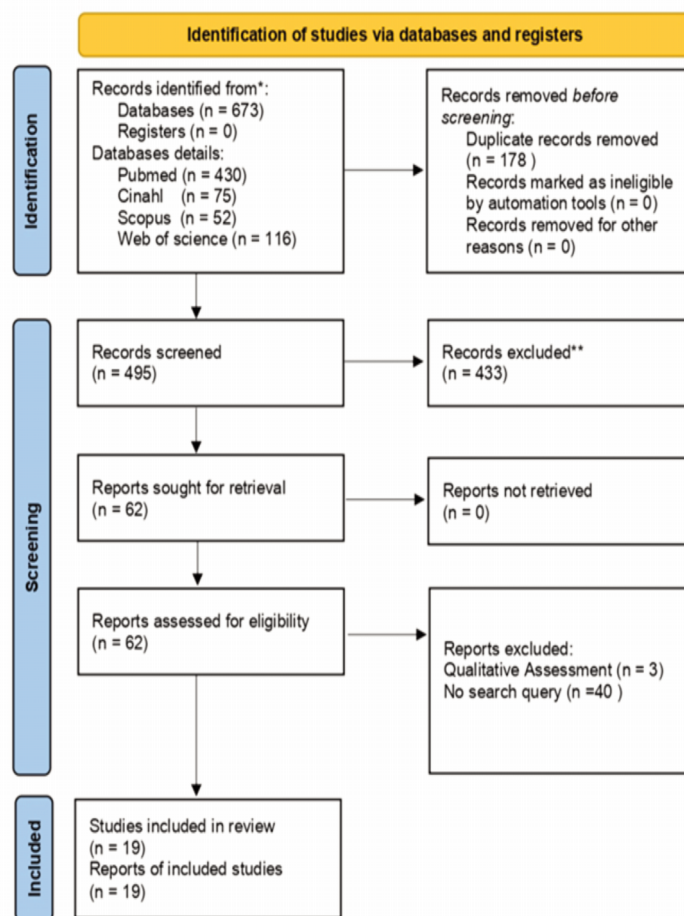 Identification of studies via databases and registers
Identification
Records identified from*:
Databases (n = 673)
Registers (n = 0)
Databases details:
Pubmed (n = 430)
Cinahl (n = 75)
Scopus (n = 52)
Web of science (n = 116)
Records removed before
screening:
Duplicate records removed
(n = 178 )
Records marked as ineligible
by automation tools (n = 0)
Records removed for other
reasons (n = 0)
Screening
Records screened
(n = 495)
Records excluded**
(n = 433)
Reports sought for retrieval
(n = 62)
Reports not retrieved
(n = 0)
Reports assessed for eligibility
(n = 62)
Reports excluded:
Qualitative Assessment (n = 3)
No search query (n =40 )
Included
Studies included in review
(n = 19)
Reports of included studies
(n = 19)